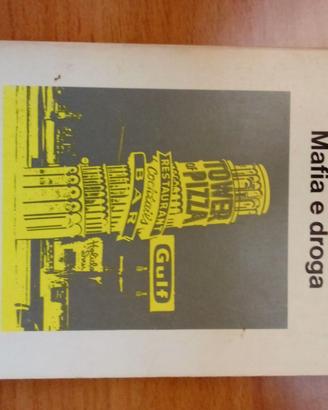 Mafia e droga
TOWER
OF
PIZZA
RESTAURANT
Cocktails
BAR
Gulf